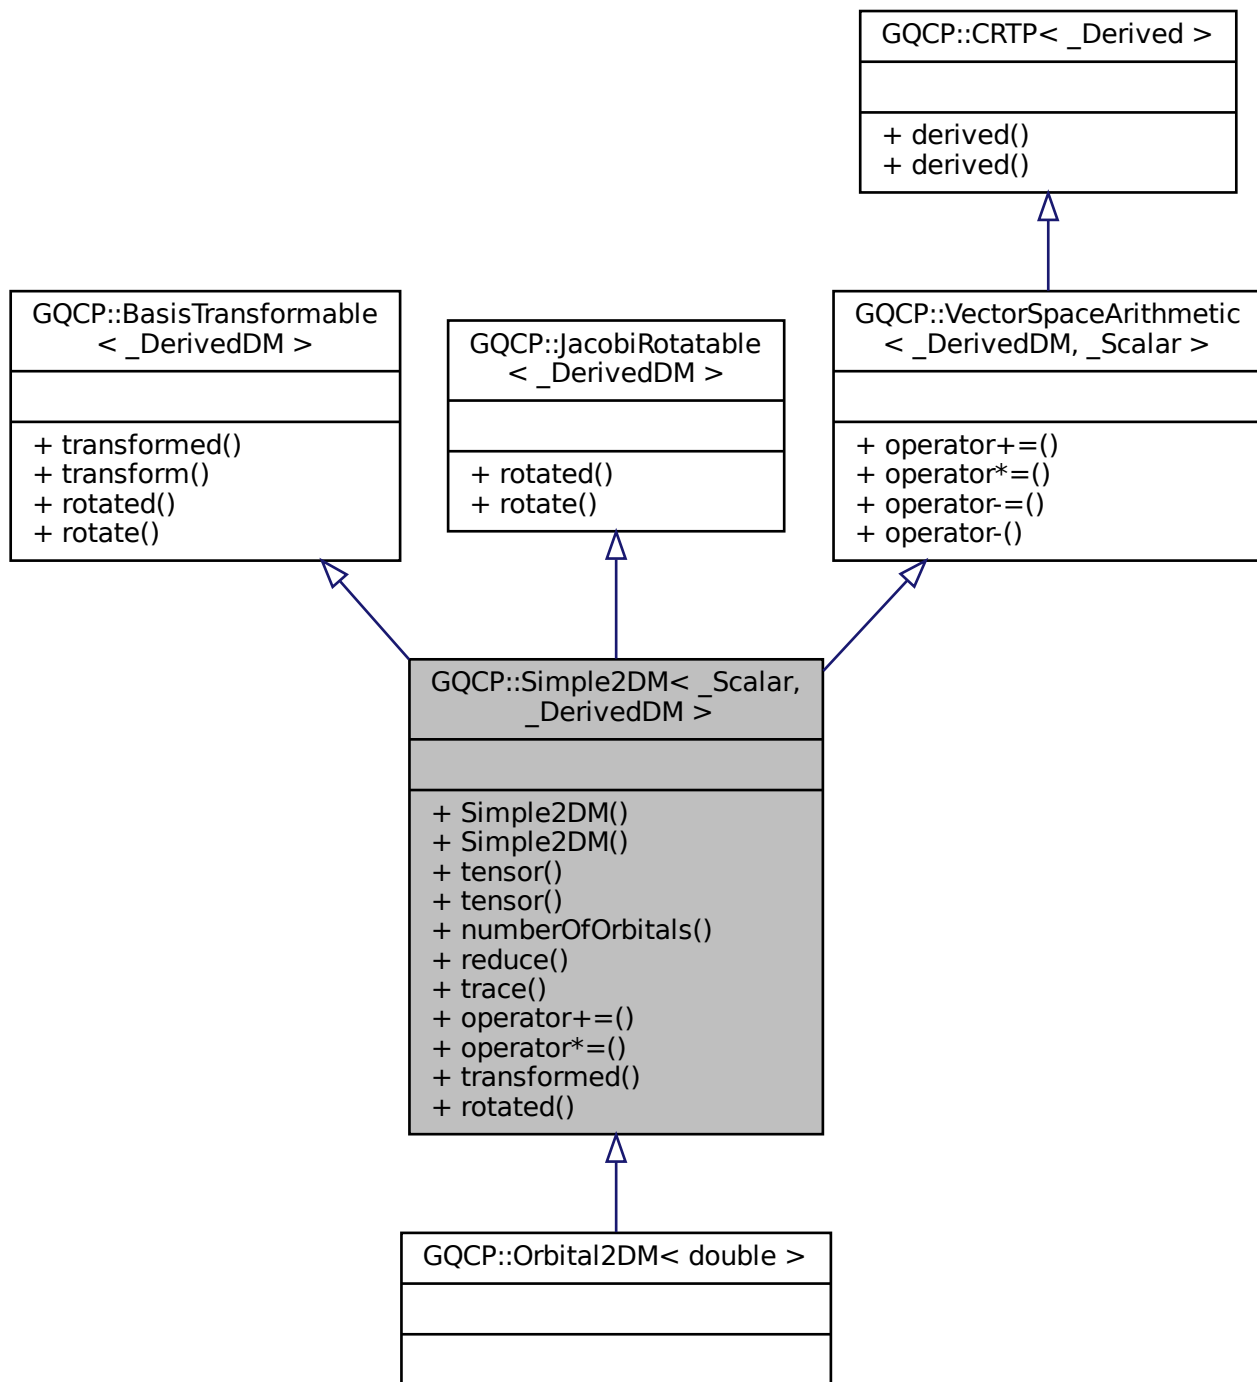 GQCP::CRTP< _Derived >
+ derived()
+ derived()
GQCP::BasisTransformable
< _DerivedDM >
+ transformed()
+ transform()
+ rotated()
+ rotate()
GQCP::JacobiRotatable
< _DerivedDM >
+ rotated()
+ rotate()
GQCP::VectorSpaceArithmetic
< _DerivedDM, _Scalar >
+ operator+=()
+ operator*=()
+ operator-=()
+ operator-()
GQCP::Simple2DM< _Scalar,
_DerivedDM >
+ Simple2DM()
+ Simple2DM()
+ tensor()
+ tensor()
+ numberOfOrbitals()
+ reduce()
+ trace()
+ operator+=()
+ operator*=()
+ transformed()
+ rotated()
GQCP::Orbital2DM< double >